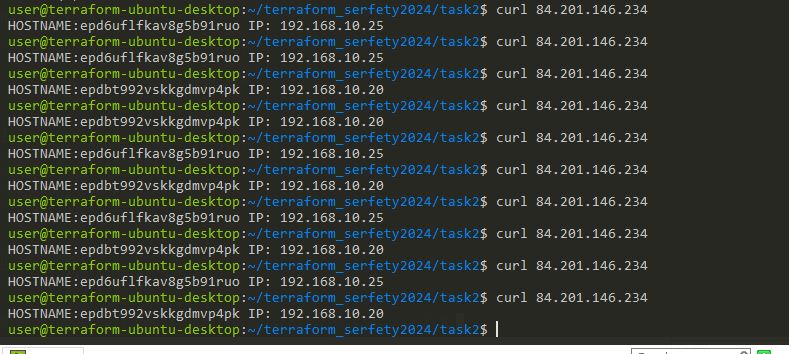 user@terraform-ubuntu-desktop:~/terraform_serfety2024/task2$ curl 84.201.146.234
HOSTNAME:epd6uflfkav8g5b91ruo IP: 192.168.10.25
user@terraform-ubuntu-desktop:~/terraform_serfety2024/task2$ curl 84.201.146.234
HOSTNAME:epd6uflfkav8g5b91ruo IP: 192.168.10.25
user@terraform-ubuntu-desktop:~/terraform_serfety2024/task2$ curl 84.201.146.234
HOSTNAME:epdbt992vskkgdmvp4pk IP: 192.168.10.20
user@terraform-ubuntu-desktop:~/terraform_serfety2024/task2$ curl 84.201.146.234
HOSTNAME:epdbt992vskkgdmvp4pk IP: 192.168.10.20
user@terraform-ubuntu-desktop:~/terraform_serfety2024/task2$ curl 84.201.146.234
HOSTNAME:epd6uflfkav8g5b91ruo IP: 192.168.10.25
user@terraform-ubuntu-desktop:~/terraform_serfety2024/task2$ curl 84.201.146.234
HOSTNAME:epdbt992vskkgdmvp4pk IP: 192.168.10.20
user@terraform-ubuntu-desktop:~/terraform_serfety2024/task2$ curl 84.201.146.234
HOSTNAME:epd6uflfkav8g5b91ruo IP: 192.168.10.25
user@terraform-ubuntu-desktop:~/terraform_serfety2024/task2$ curl 84.201.146.234
HOSTNAME:epdbt992vskkgdmvp4pk IP: 192.168.10.20
user@terraform-ubuntu-desktop:~/terraform_serfety2024/task2$ curl 84.201.146.234
HOSTNAME:epd6uflfkav8g5b91ruo IP: 192.168.10.25
user@terraform-ubuntu-desktop:~/terraform_serfety2024/task2$ curl 84.201.146.234
HOSTNAME:epdbt992vskkgdmvp4pk IP: 192.168.10.20
user@terraform-ubuntu-desktop:~/terraform_serfety2024/task2$